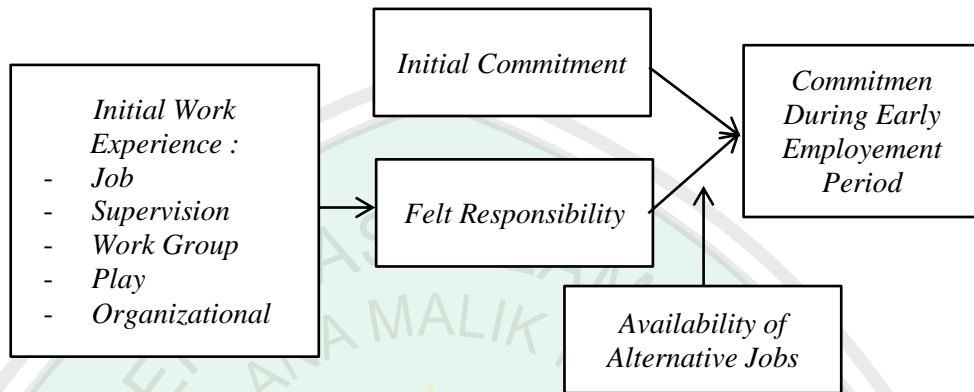 Initial Work
Experience :
- Job
- Supervision
- Work Group
- Play
- Organizational
Initial Commitment
Felt Responsibility
Availability of
Alternative Jobs
Commitmen
During Early
Employement
Period
MALIK